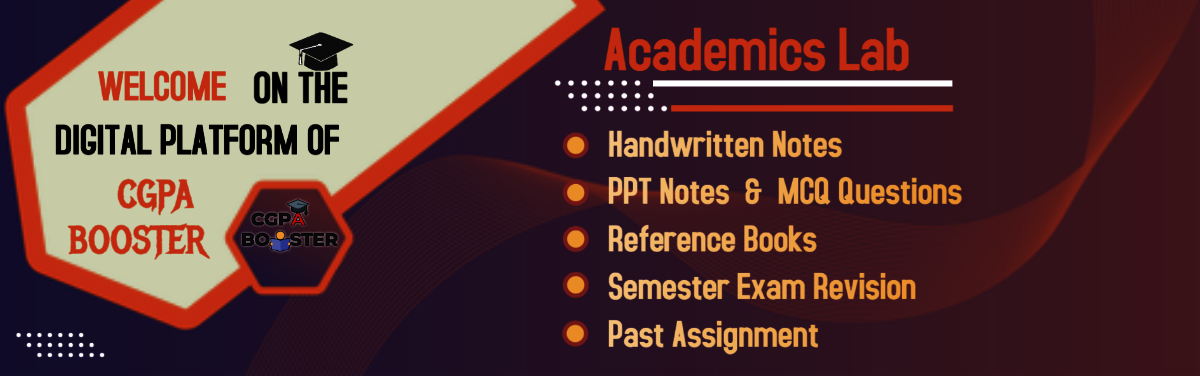 WELCOME ON THE
DIGITAL PLATFORM OF
CGPA
BOOSTER
CGPA
BOOSTER
Academics Lab
Handwritten Notes
PPT Notes & MCQ Questions
Reference Books
Semester Exam Revision
Past Assignment